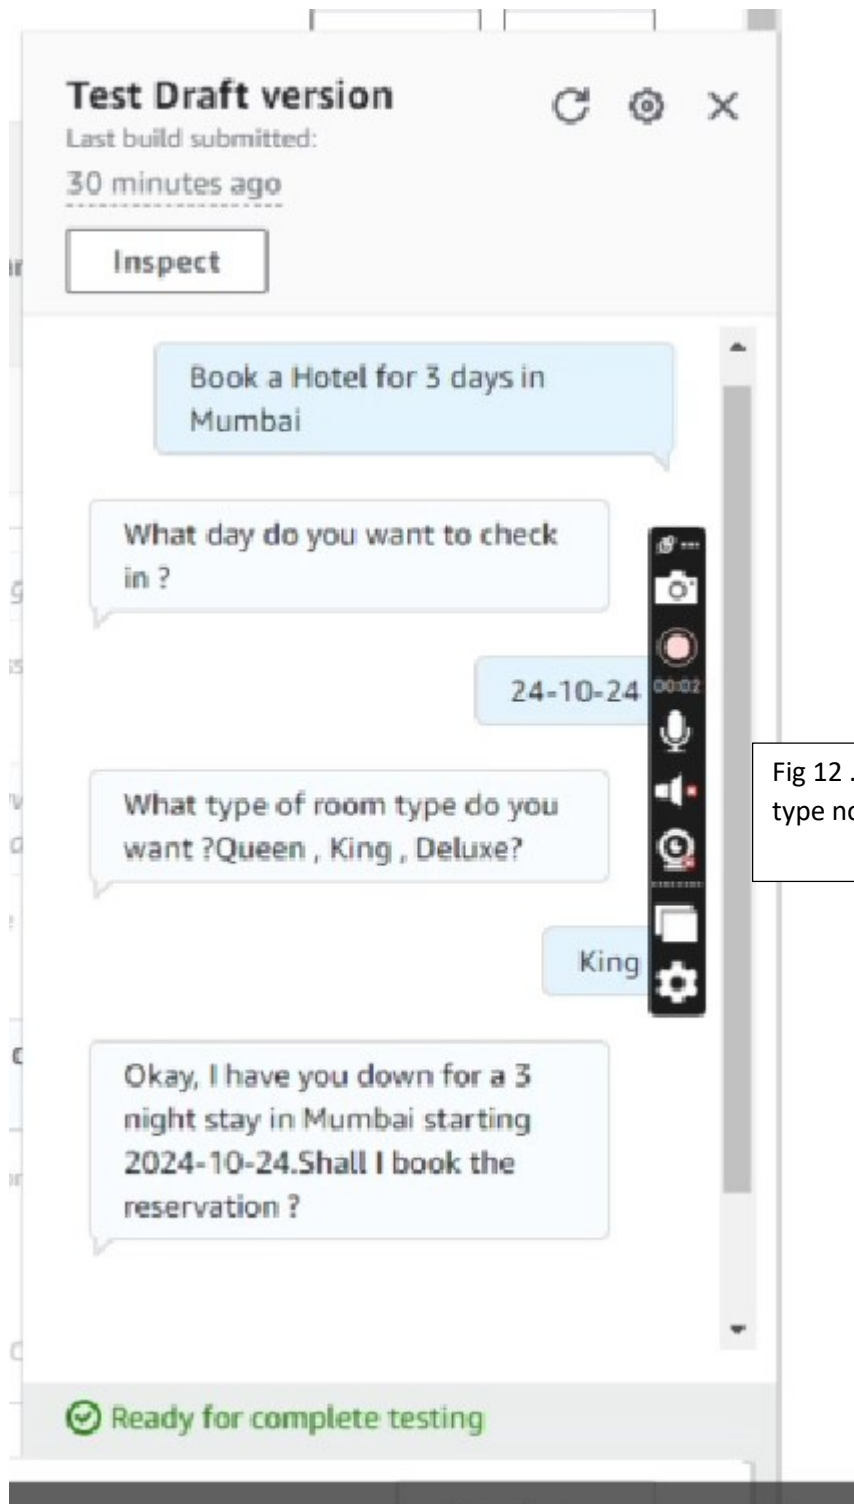 Test Draft version
Last build submitted:
30 minutes ago
Inspect
Book a Hotel for 3 days in
Mumbai
What day do you want to check
in ?
24-10-24
00:02
What type of room type do you
want ?Queen , King , Deluxe?
Fig 12 .
type
King
Okay, I have you down for a 3
night stay in Mumbai starting
2024-10-24.Shall I book the
reservation ?
Ready for complete testing